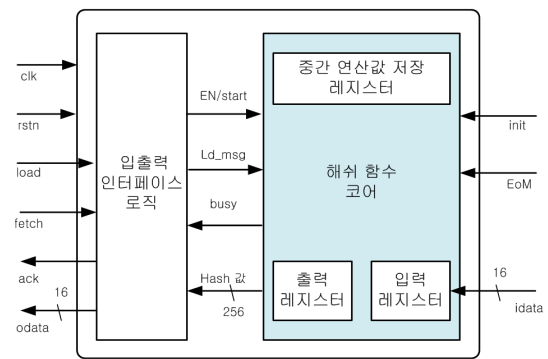 clk
rstn
load
fetch
ack
16
odata
입출력
인터페이스
로직
EN/start
Ld_msg
busy
Hash 값
256
중간 연산값 저장
레지스터
해쉬 함수
코어
출력
레지스터
입력
레지스터
init
EoM
16
idata